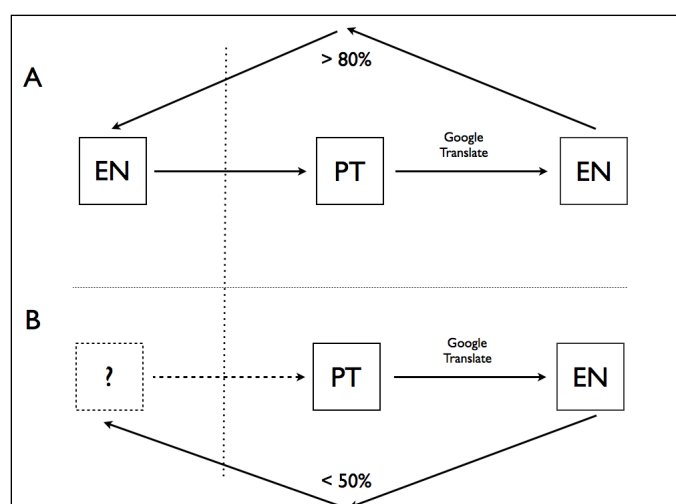 > 80%
A
Google
Translate
EN
PT
EN
B
Google
Translate
?
PT
EN
< 50%